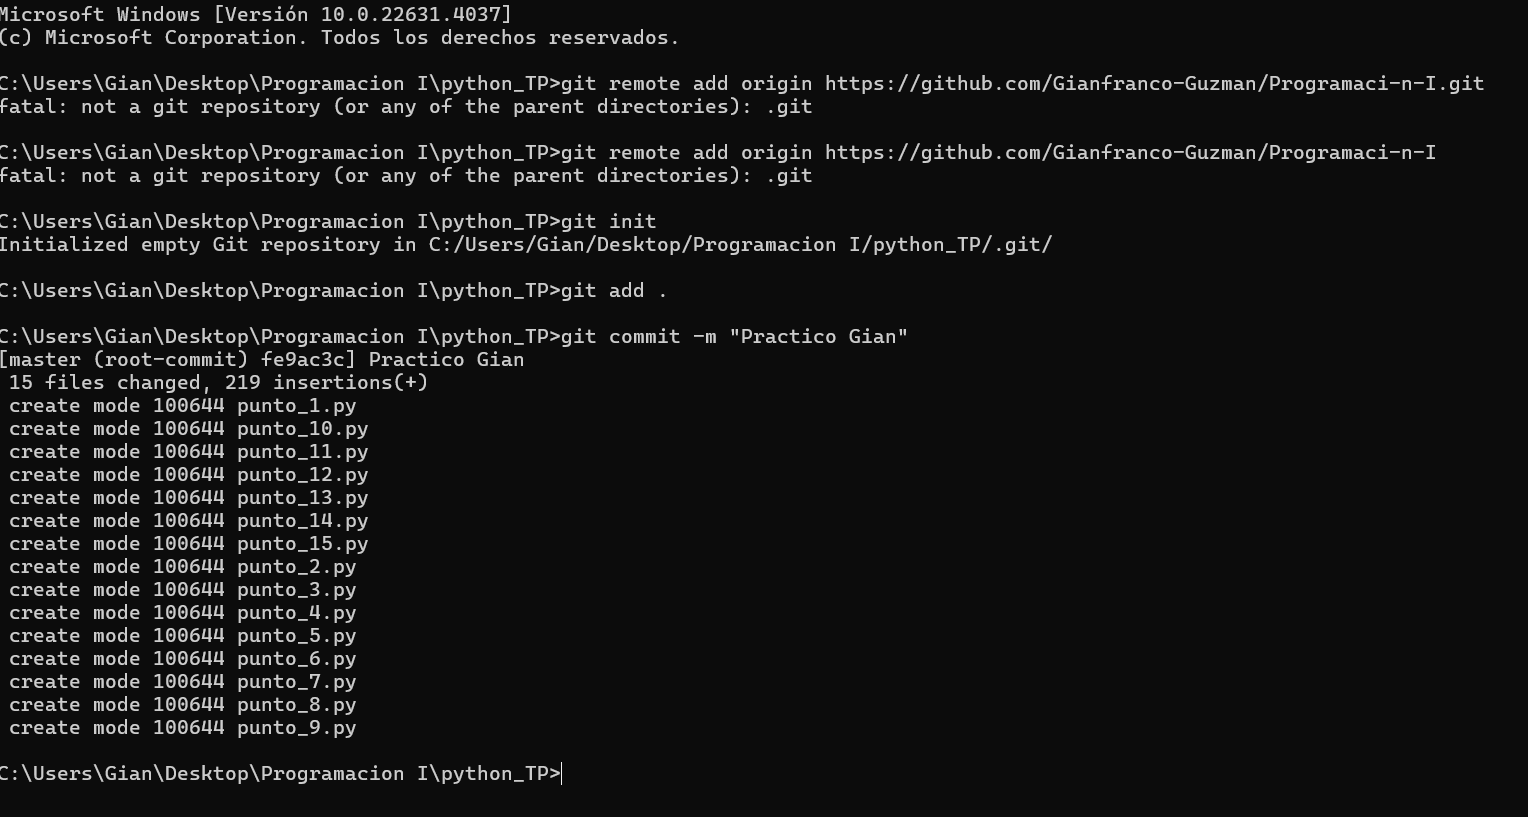 Microsoft Windows [Versión 10.0.22631.4037]
(c) Microsoft Corporation. Todos los derechos reservados.
C:\Users\Gian\Desktop\Programacion I\python_TP>git remote add origin https://github.com/Gianfranco-Guzman/Programaci-n-I.git
fatal: not a git repository (or any of the parent directories): .git
C:\Users\Gian\Desktop\Programacion I\python_TP>git remote add origin https://github.com/Gianfranco-Guzman/Programaci-n-I
fatal: not a git repository (or any of the parent directories): .git
C:\Users\Gian\Desktop\Programacion I\python_TP>git init
Initialized empty Git repository in C:/Users/Gian/Desktop/Programacion I/python_TP/.git/
C:\Users\Gian\Desktop\Programacion I\python_TP>git add .
C:\Users\Gian\Desktop\Programacion I\python_TP>git commit -m "Practico Gian"
[master (root-commit) fe9ac3c] Practico Gian
 15 files changed, 219 insertions(+)
 create mode 100644 punto_1.py
 create mode 100644 punto_10.py
 create mode 100644 punto_11.py
 create mode 100644 punto_12.py
 create mode 100644 punto_13.py
 create mode 100644 punto_14.py
 create mode 100644 punto_15.py
 create mode 100644 punto_2.py
 create mode 100644 punto_3.py
 create mode 100644 punto_4.py
 create mode 100644 punto_5.py
 create mode 100644 punto_6.py
 create mode 100644 punto_7.py
 create mode 100644 punto_8.py
 create mode 100644 punto_9.py
C:\Users\Gian\Desktop\Programacion I\python_TP>